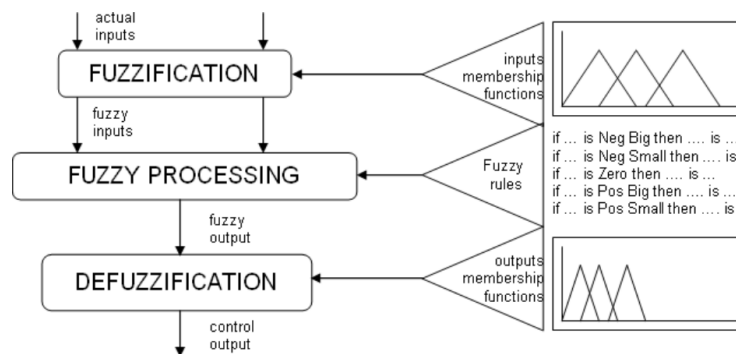 actual
inputs
FUZZIFICATION
inputs
membership
functions
fuzzy
inputs
if ... is Neg Big then .... is ...
if ... is Neg Small then .... is
if ... is Zero then .... is ...
if ... is Pos Big then .... is ...
if ... is Pos Small then .... is
FUZZY PROCESSING
Fuzzy
rules
fuzzy
output
DEFUZZIFICATION
outputs
membership
functions
control
output